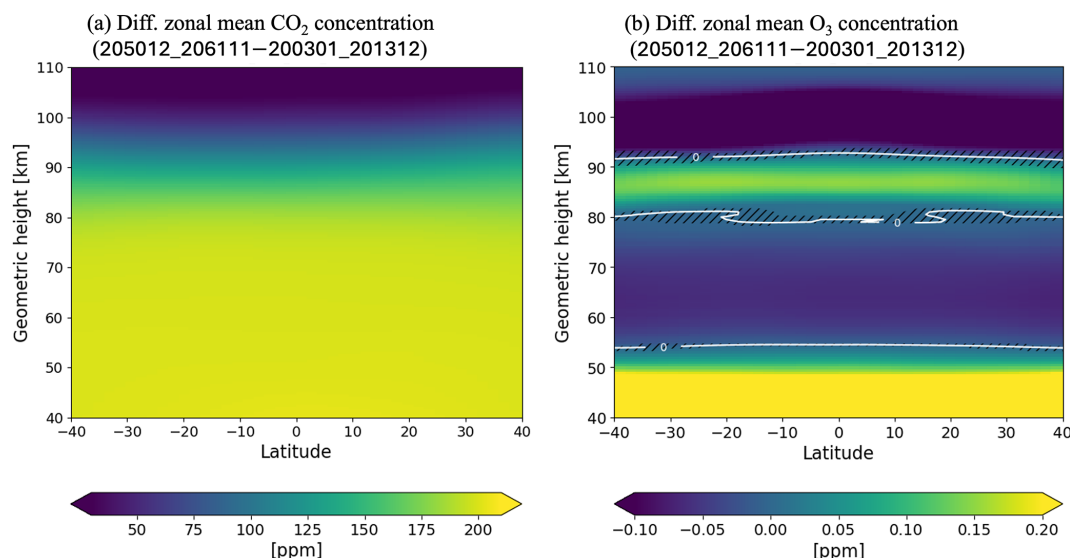 (a) Diff. zonal mean CO₂ concentration
(205012_206111−200301_201312)
110
100
90
80
70
60
50
40
Geometric height [km]
−40 −30 −20 −10 0 10 20 30 40
Latitude
50 75 100 125 150 175 200
[ppm]
(b) Diff. zonal mean O₃ concentration
(205012_206111−200301_201312)
110
100
90
80
70
60
50
40
Geometric height [km]
0
0
0
−40 −30 −20 −10 0 10 20 30 40
Latitude
−0.10 −0.05 0.00 0.05 0.10 0.15 0.20
[ppm]